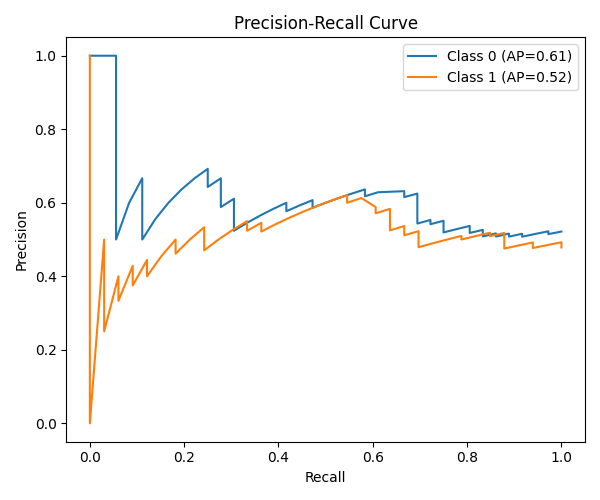 Precision-Recall Curve
Class 0 (AP=0.61)
Class 1 (AP=0.52)
Precision
1.0
0.8
0.6
0.4
0.2
0.0
0.0 0.2 0.4 0.6 0.8 1.0
Recall